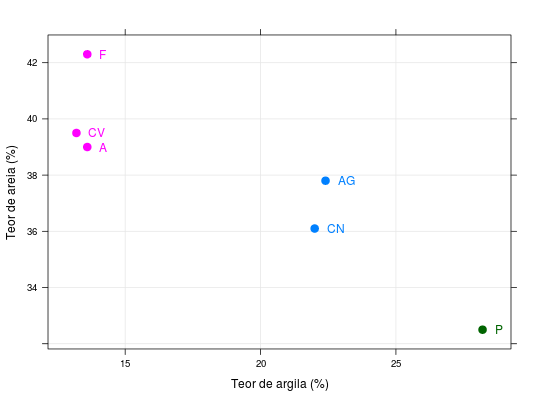 F
42
40
CV
A
Teor de areia (%)
38
AG
36
CN
34
P
15
20
25
Teor de argila (%)